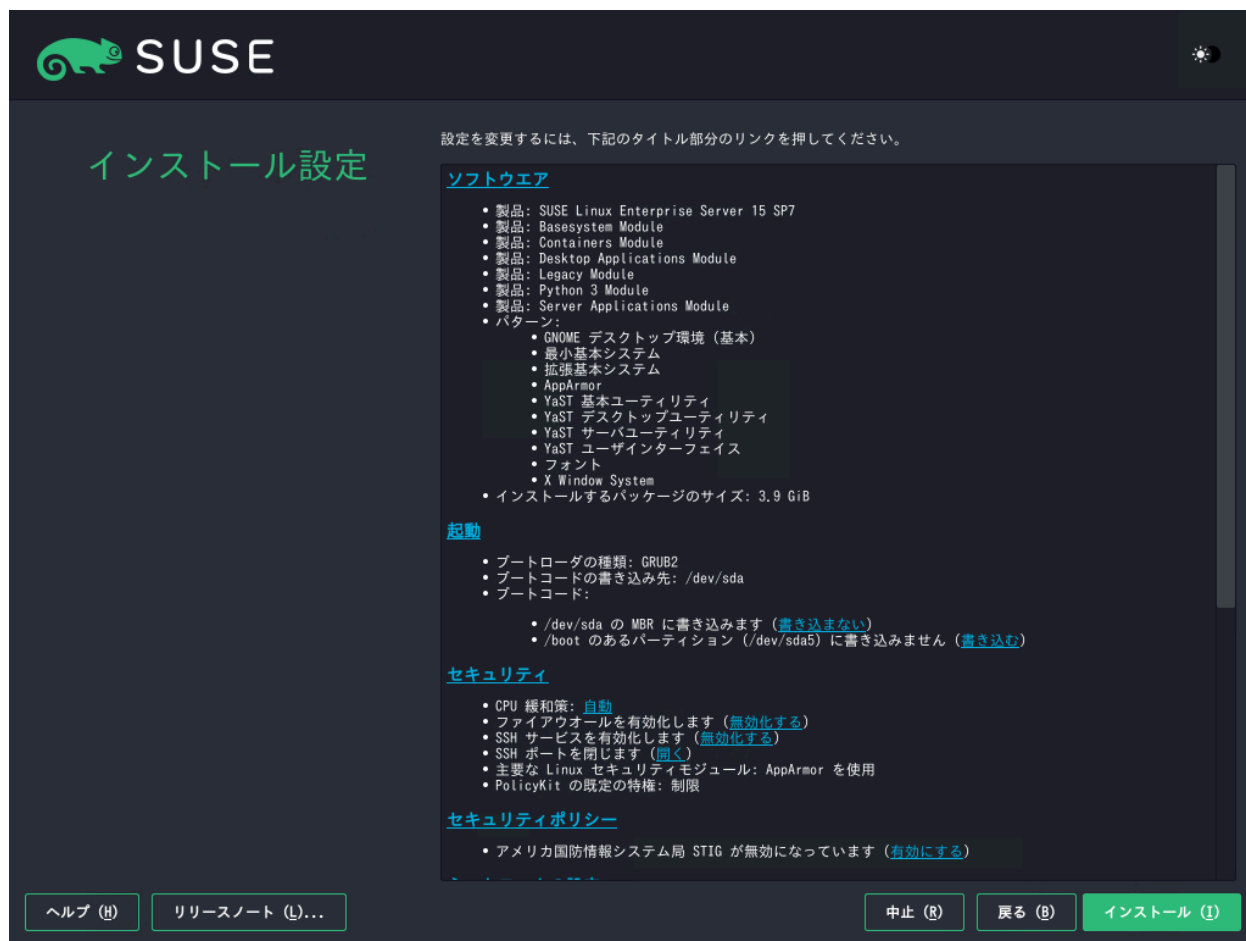 SUSE
インストール設定
設定を変更するには、下記のタイトル部分のリンクを押してください。
ソフトウエア
• 製品: SUSE Linux Enterprise Server 15 SP7
• 製品: Basesystem Module
• 製品: Containers Module
• 製品: Desktop Applications Module
• 製品: Legacy Module
• 製品: Python 3 Module
• 製品: Server Applications Module
• パターン:
• GNOME デスクトップ環境 (基本)
• 最小基本システム
• 拡張基本システム
• AppArmor
• YaST 基本ユーティリティ
• YaST デスクトップユーティリティ
• YaST サーバユーティリティ
• YaST ユーザインターフェイス
• フォント
• X Window System
• インストールするパッケージのサイズ: 3.9 GiB
起動
• ブートローダの種類: GRUB2
• ブートコードの書き込み先: /dev/sda
• ブートコード:
• /dev/sda の MBR に書き込みます (書き込まない)
• /boot のあるパーティション (/dev/sda5) に書き込みません (書き込む)
セキュリティ
• CPU 緩和策: 自動
• ファイアウオールを有効化します (無効化する)
• SSH サービスを有効化します (無効化する)
• SSH ポートを閉じます (開く)
• 主要な Linux セキュリティモジュール: AppArmor を使用
• PolicyKit の既定の特権: 制限
セキュリティポリシー
• アメリカ国防情報システム局 STIG が無効になっています (有効にする)
ヘルプ (H)
リリースノート (L)...
中止 (R)
戻る (B)
インストール (I)